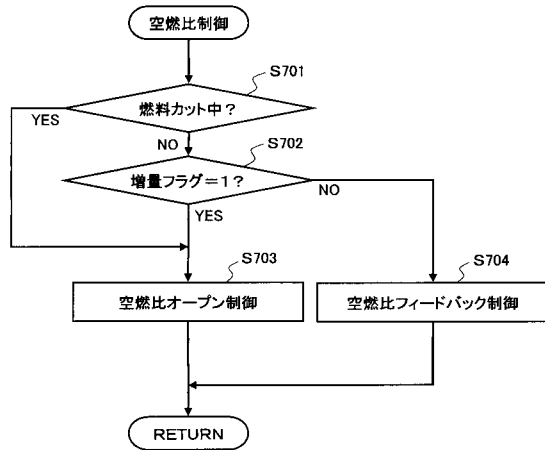 空燃比制御
S701
燃料カット中？
YES
NO
S702
増量フラグ＝1？
NO
YES
S703
空燃比オープン制御
S704
空燃比フィードバック制御
RETURN